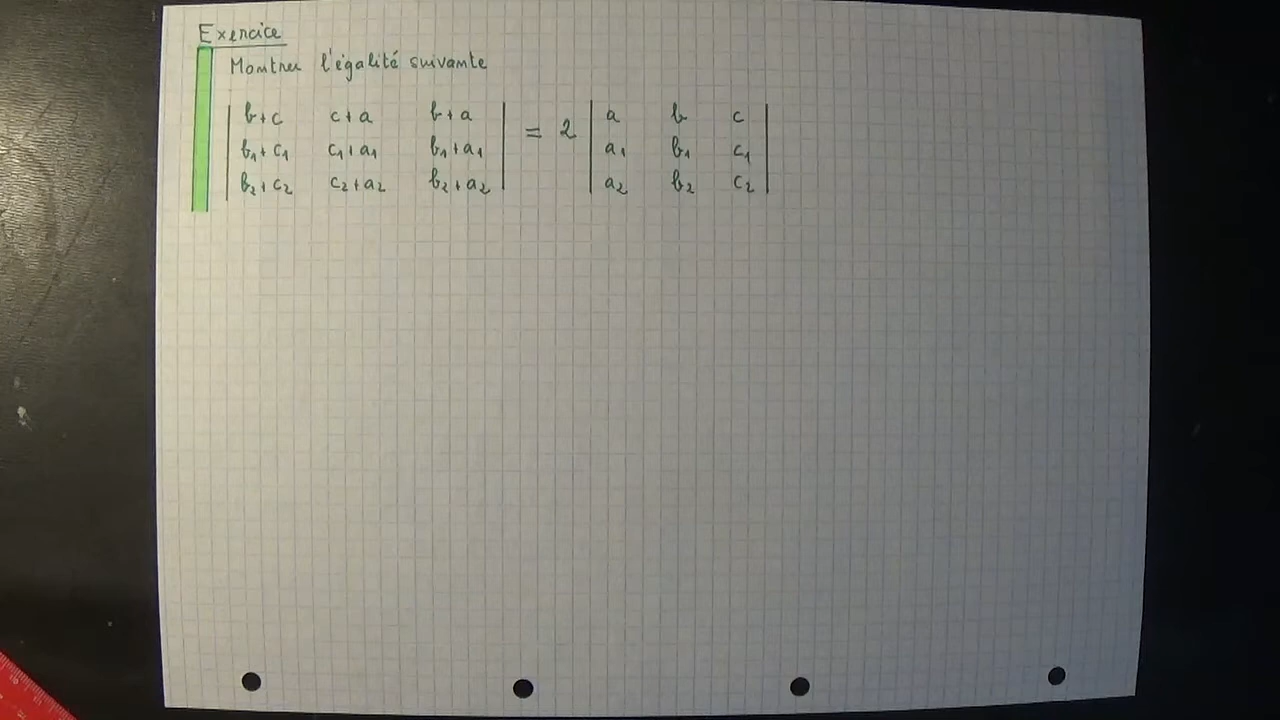 Exercice
Montrer l'égalité suivante
| b+c c+a b+a | = 2 | a b c |
| b₁+c₁ c₁+a₁ b₁+a₁ | | a₁ b₁ c₁ |
| b₂+c₂ c₂+a₂ b₂+a₂ | | a₂ b₂ c₂ |